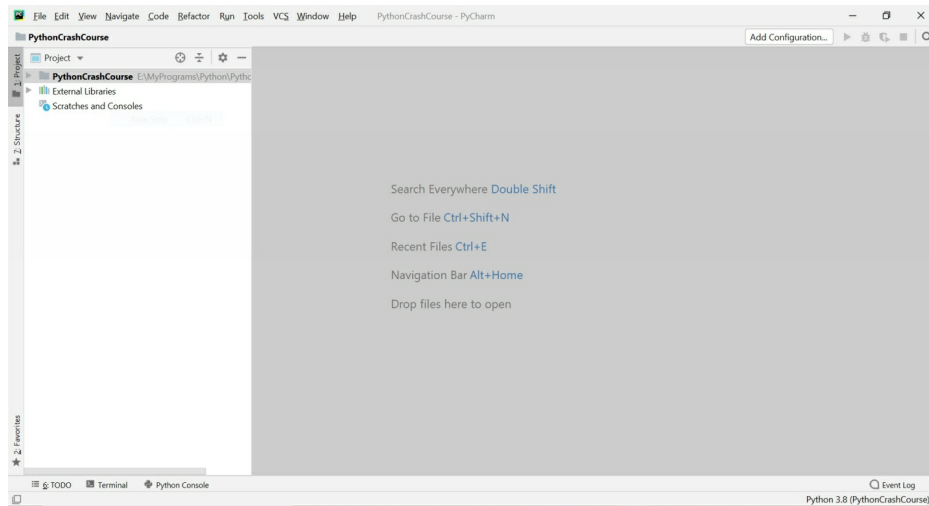 File Edit View Navigate Code Refactor Run Tools VCS Window Help PythonCrashCourse - PyCharm
PythonCrashCourse
Add Configuration...
1: Project
Project
PythonCrashCourse E:\MyPrograms\Python\Pythc
External Libraries
Scratches and Consoles
7: Structure
Search Everywhere Double Shift
Go to File Ctrl+Shift+N
Recent Files Ctrl+E
Navigation Bar Alt+Home
Drop files here to open
2: Favorites
6: TODO Terminal Python Console
Event Log
Python 3.8 (PythonCrashCourse)